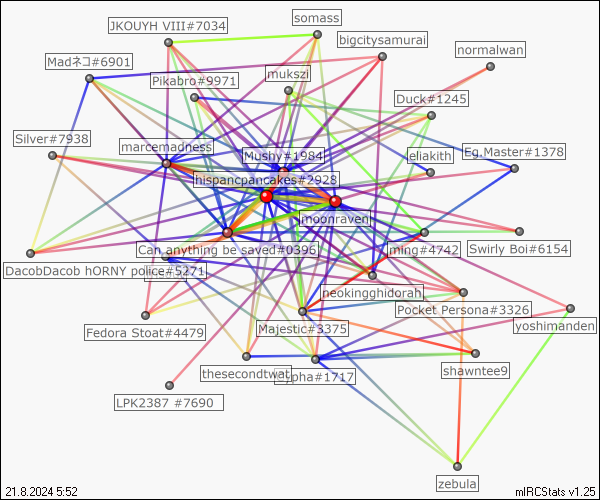 somass
JKOUYH VIII#7034
bigcitysamurai
normalwan
Madネコ#6901
mukszi
Pikabro#9971
Duck#1245
Silver#7938
marcemadness
Mushy#1984
eliakith
Eg.Master#1378
hispancpancakes#2928
moonraven
Can anything be saved#0396
ming#4742
Swirly Boi#6154
DacobDacob hORNY police#5271
neokingghidorah
Pocket Persona#3326
yoshimanden
Fedora Stoat#4479
Majestic#3375
thesecondtwat
shawntee9
LPK2387 #7690
zebula
21.8.2024 5:52
mIRCStats v1.25